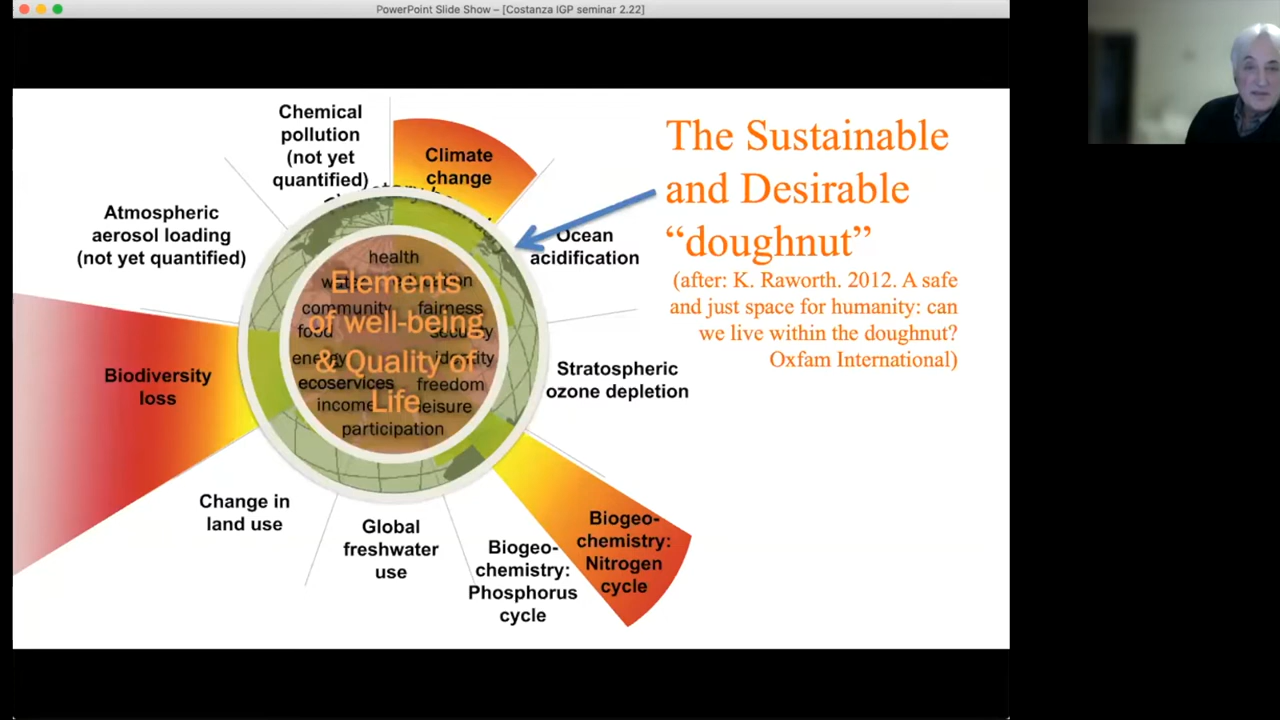 PowerPoint Slide Show – [Costanza IGP seminar 2.22]
The Sustainable
and Desirable
“doughnut”
(after: K. Raworth. 2012. A safe
and just space for humanity: can
we live within the doughnut?
Oxfam International)
Chemical
pollution
(not yet
quantified)
Climate
change
Atmospheric
aerosol loading
(not yet quantified)
Ocean
acidification
Stratospheric
ozone depletion
Biodiversity
loss
Change in
land use
Global
freshwater
use
Biogeo-
chemistry:
Phosphorus
cycle
Biogeo-
chemistry:
Nitrogen
cycle
Elements
of well-being
& Quality of
Life
health
community fairness
food security
energy identity
ecoservices freedom
income leisure
participation